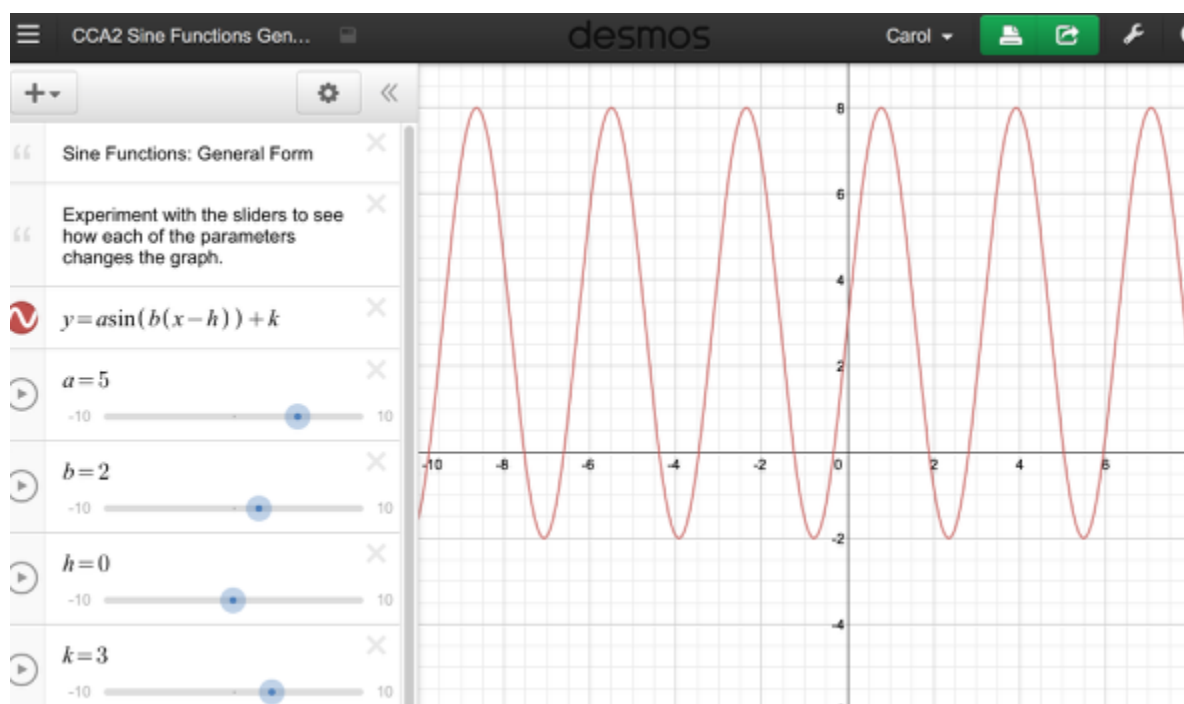 CCA2 Sine Functions Gen...
desmos
Carol
Sine Functions: General Form
Experiment with the sliders to see
how each of the parameters
changes the graph.
y=asin(b(x−h))+k
a=5
-10 10
b=2
-10 10
h=0
-10 10
k=3
-10 10
8
6
4
2
-10 -8 -6 -4 -2 0 2 4 6
-2
-4